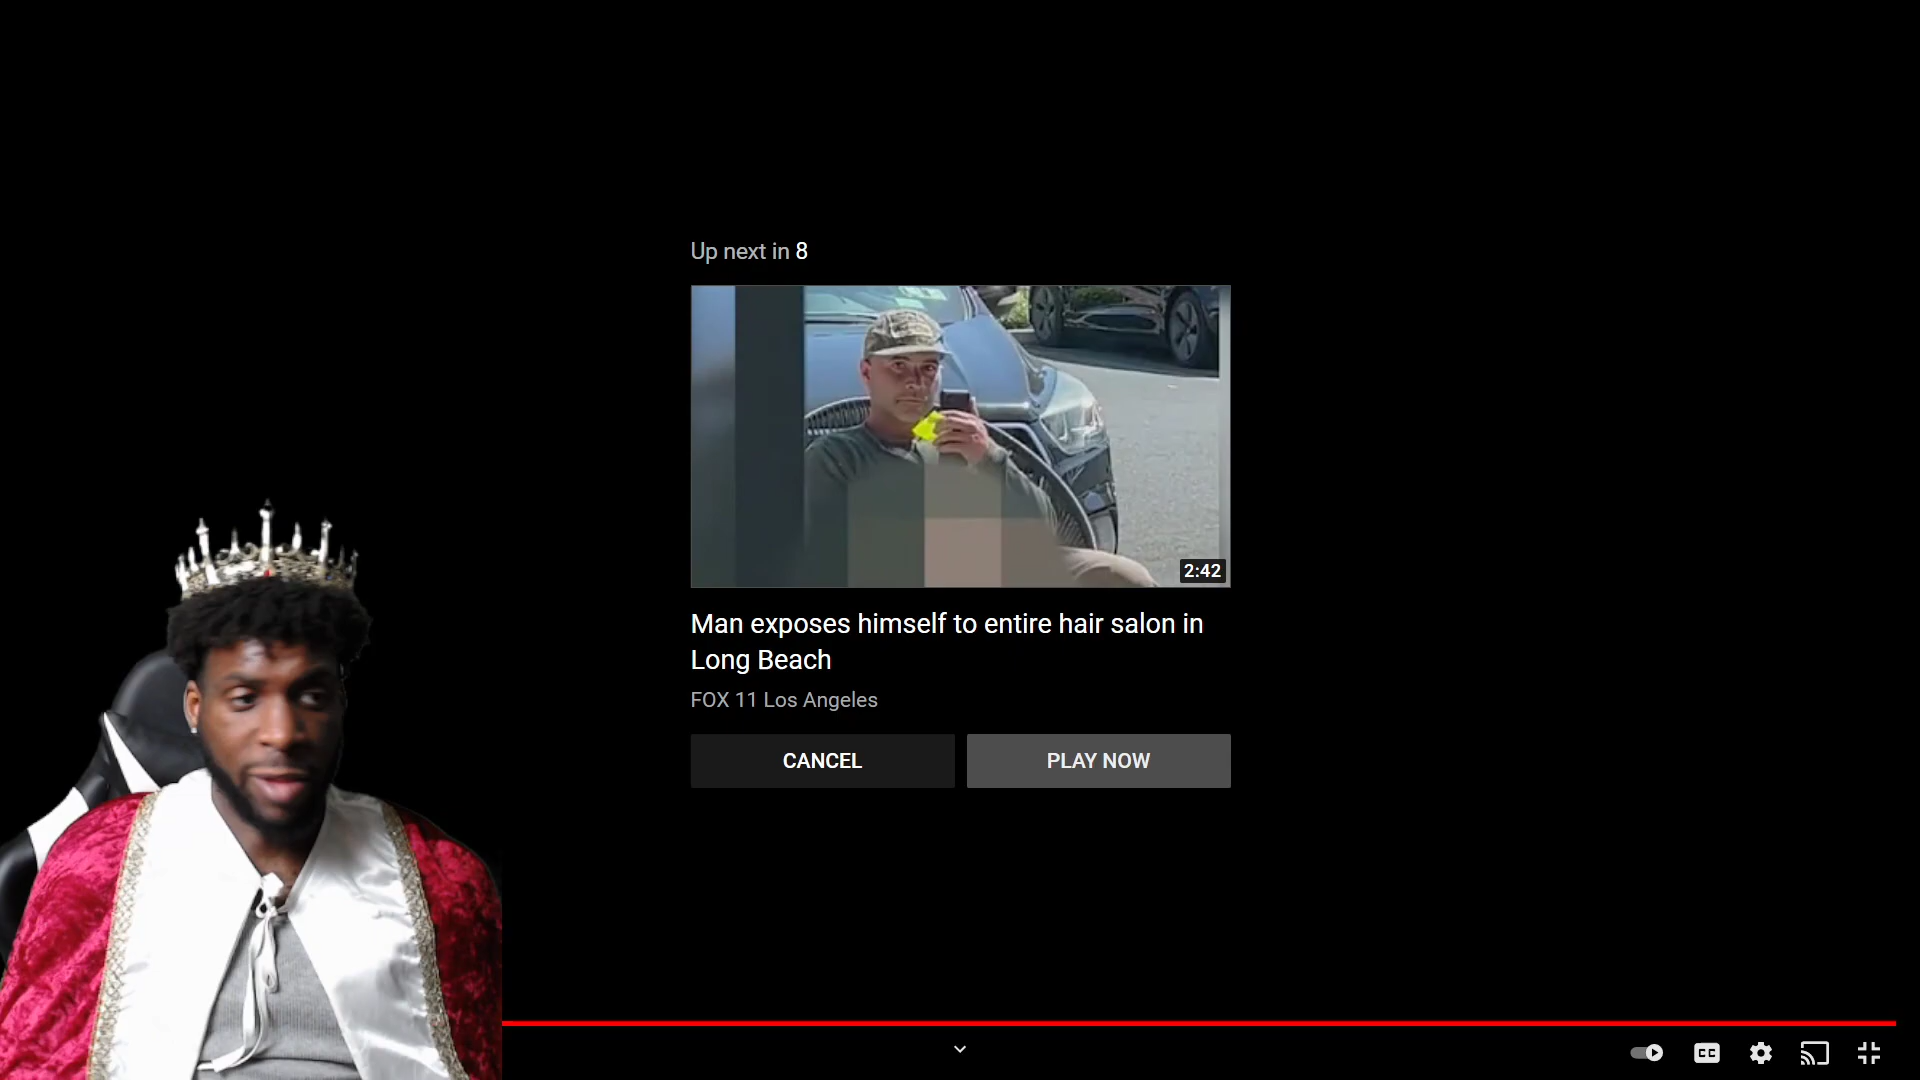 Up next in 8
2:42
Man exposes himself to entire hair salon in
Long Beach
FOX 11 Los Angeles
CANCEL
PLAY NOW
CC